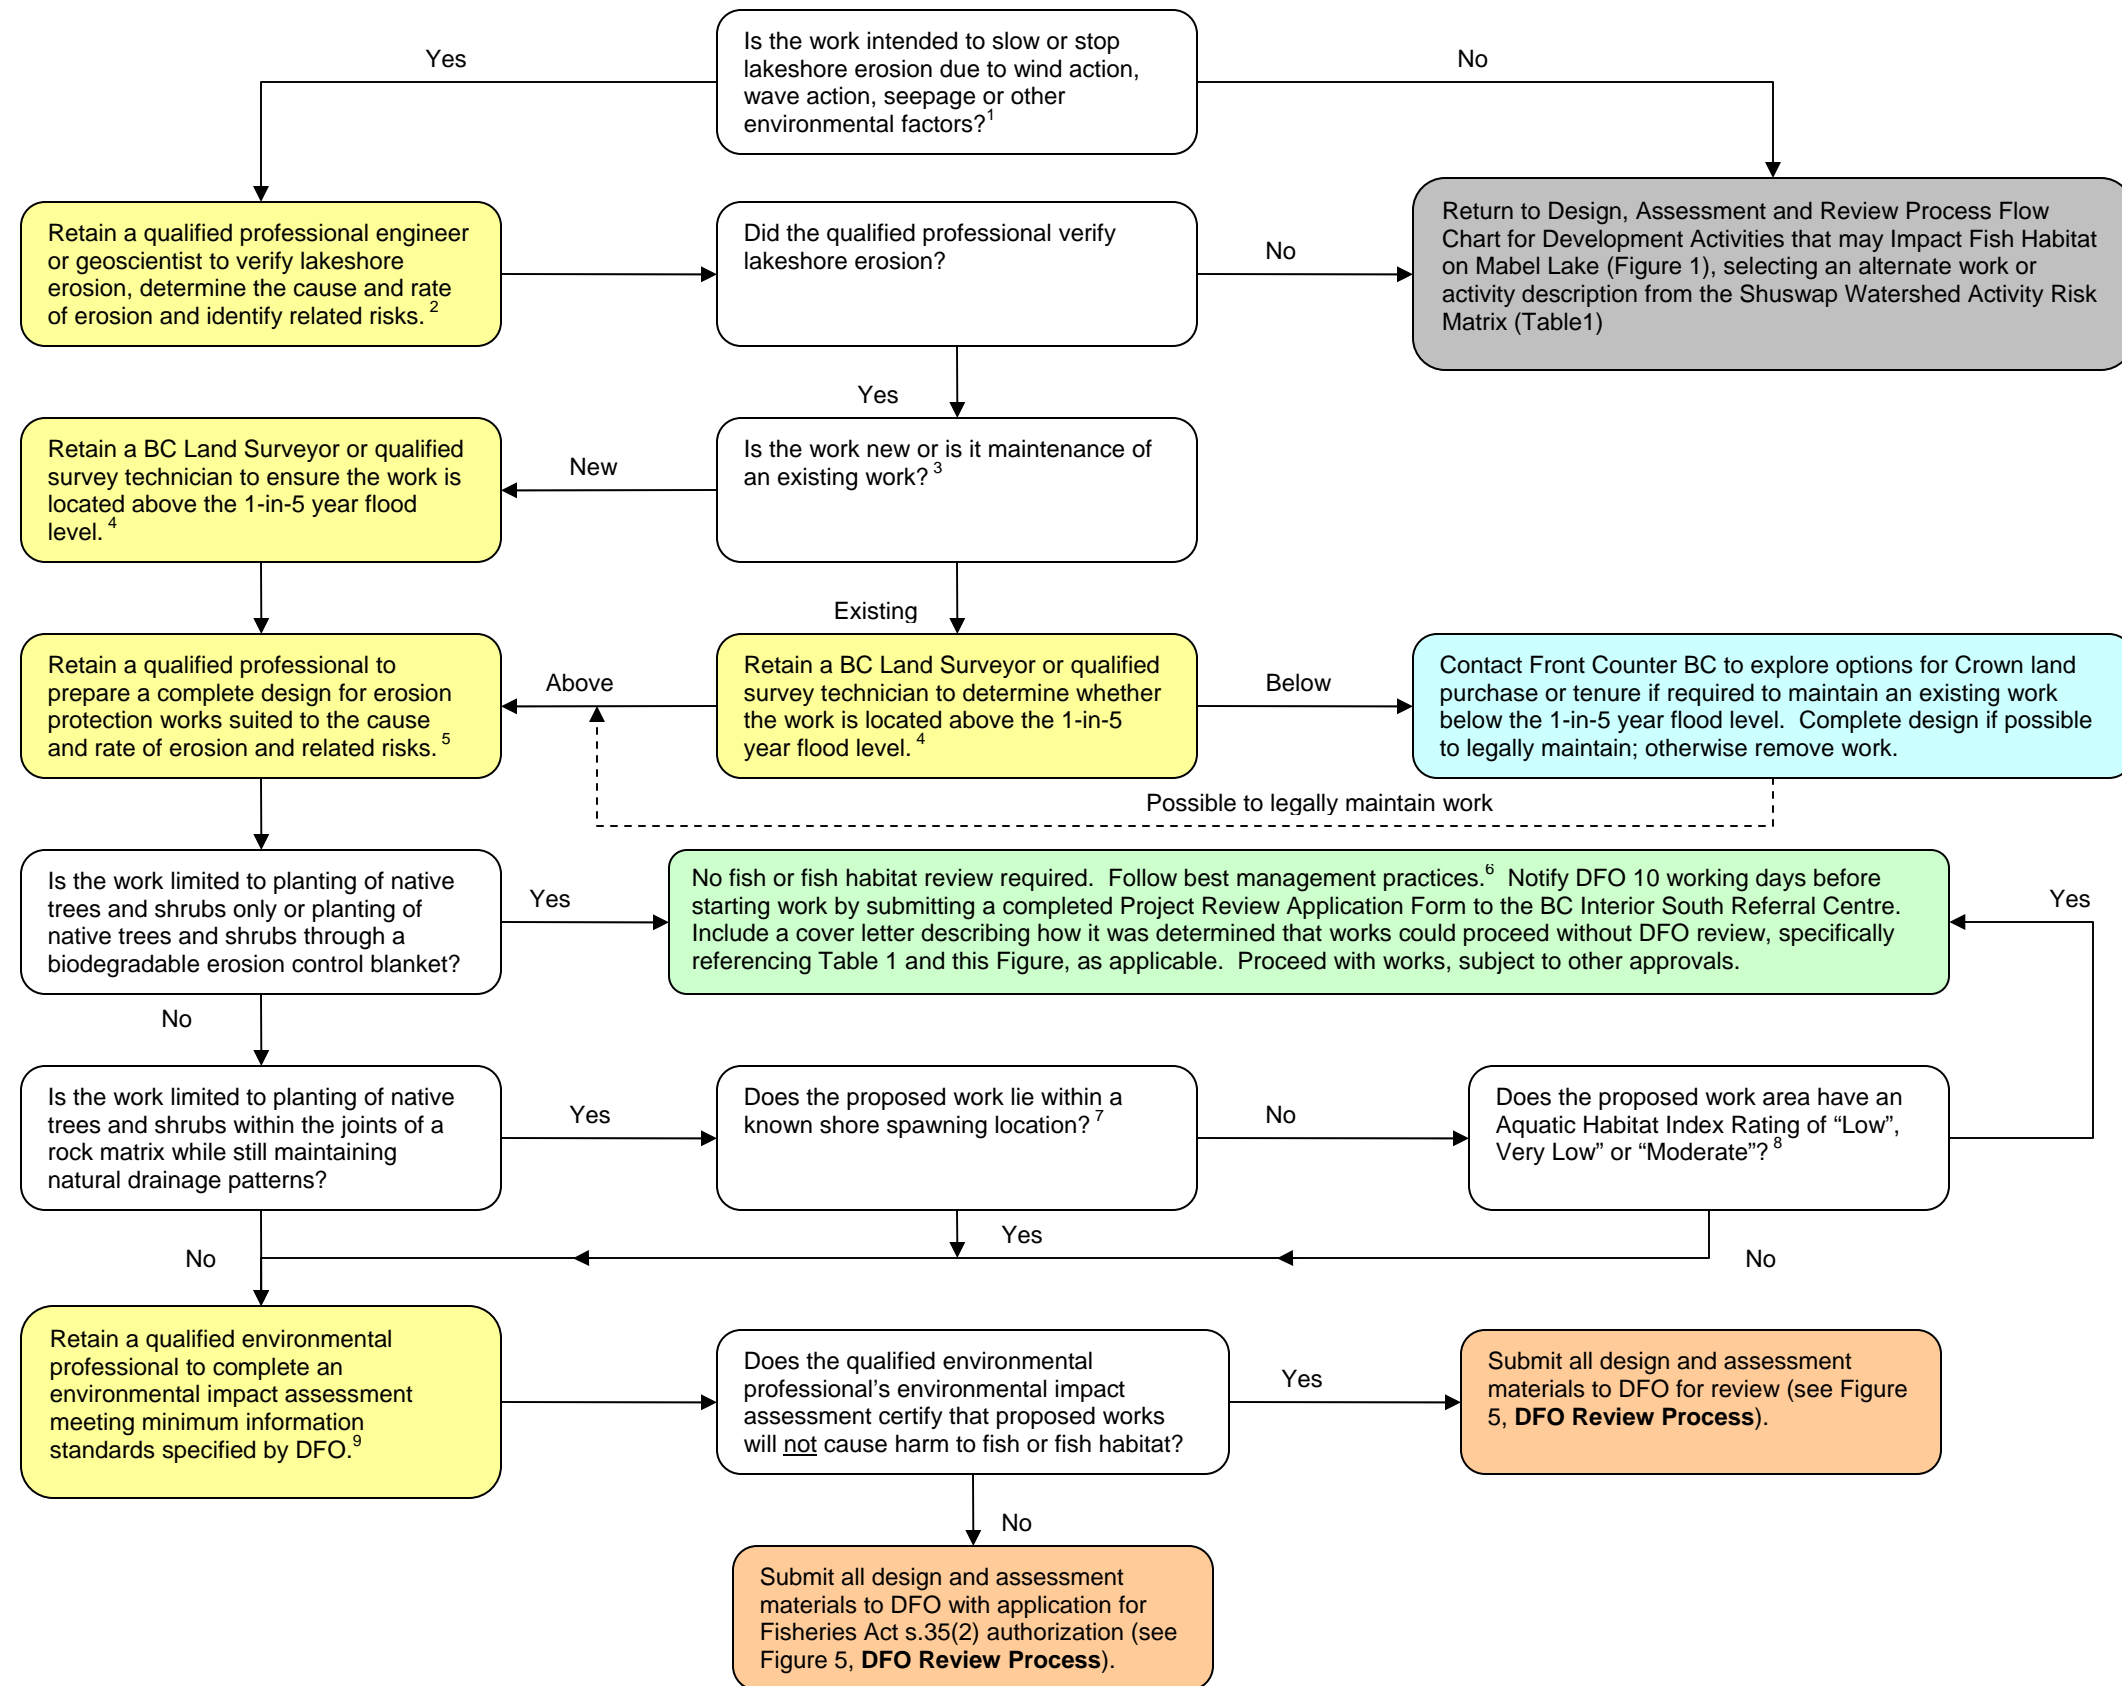 Is the work intended to slow or stop
lakeshore erosion due to wind action,
wave action, seepage or other
environmental factors?1
Yes
No
Retain a qualified professional engineer
or geoscientist to verify lakeshore
erosion, determine the cause and rate
of erosion and identify related risks. 2
Did the qualified professional verify
lakeshore erosion?
No
Return to Design, Assessment and Review Process Flow
Chart for Development Activities that may Impact Fish Habitat
on Mabel Lake (Figure 1), selecting an alternate work or
activity description from the Shuswap Watershed Activity Risk
Matrix (Table1)
Yes
Retain a BC Land Surveyor or qualified
survey technician to ensure the work is
located above the 1-in-5 year flood
level. 4
New
Is the work new or is it maintenance of
an existing work? 3
Existing
Retain a qualified professional to
prepare a complete design for erosion
protection works suited to the cause
and rate of erosion and related risks. 5
Above
Retain a BC Land Surveyor or qualified
survey technician to determine whether
the work is located above the 1-in-5
year flood level. 4
Below
Contact Front Counter BC to explore options for Crown land
purchase or tenure if required to maintain an existing work
below the 1-in-5 year flood level.  Complete design if possible
to legally maintain; otherwise remove work.
Possible to legally maintain work
Is the work limited to planting of native
trees and shrubs only or planting of
native trees and shrubs through a
biodegradable erosion control blanket?
Yes
No fish or fish habitat review required.  Follow best management practices.6  Notify DFO 10 working days before
starting work by submitting a completed Project Review Application Form to the BC Interior South Referral Centre.
Include a cover letter describing how it was determined that works could proceed without DFO review, specifically
referencing Table 1 and this Figure, as applicable.  Proceed with works, subject to other approvals.
Yes
No
Is the work limited to planting of native
trees and shrubs within the joints of a
rock matrix while still maintaining
natural drainage patterns?
Yes
Does the proposed work lie within a
known shore spawning location? 7
No
Does the proposed work area have an
Aquatic Habitat Index Rating of “Low”,
Very Low” or “Moderate”? 8
No
Yes
No
Retain a qualified environmental
professional to complete an
environmental impact assessment
meeting minimum information
standards specified by DFO.9
Does the qualified environmental
professional’s environmental impact
assessment certify that proposed works
will not cause harm to fish or fish habitat?
Yes
Submit all design and assessment
materials to DFO for review (see Figure
5, DFO Review Process).
No
Submit all design and assessment
materials to DFO with application for
Fisheries Act s.35(2) authorization (see
Figure 5, DFO Review Process).